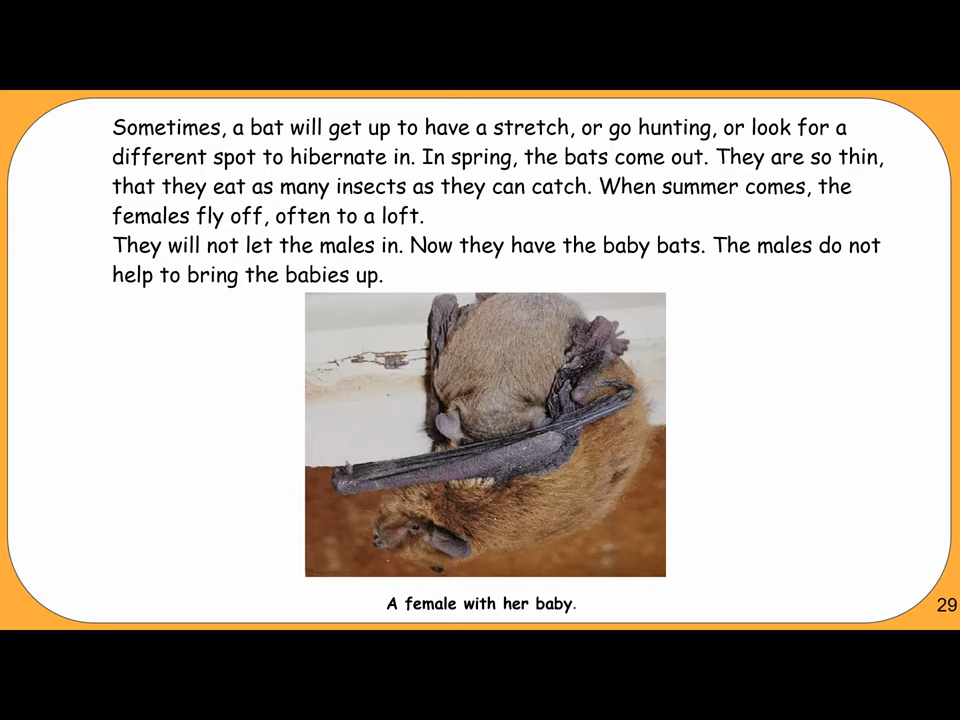 Sometimes, a bat will get up to have a stretch, or go hunting, or look for a
different spot to hibernate in. In spring, the bats come out. They are so thin,
that they eat as many insects as they can catch. When summer comes, the
females fly off, often to a loft.
They will not let the males in. Now they have the baby bats. The males do not
help to bring the babies up.
A female with her baby.
29